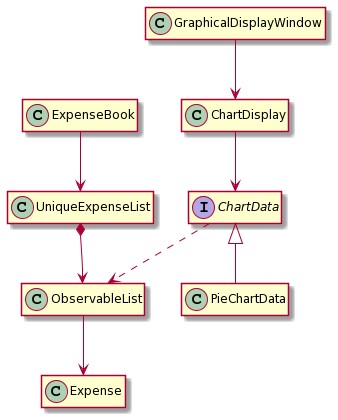 C GraphicalDisplayWindow
C ExpenseBook
C ChartDisplay
C UniqueExpenseList
I ChartData
C ObservableList
C PieChartData
C Expense